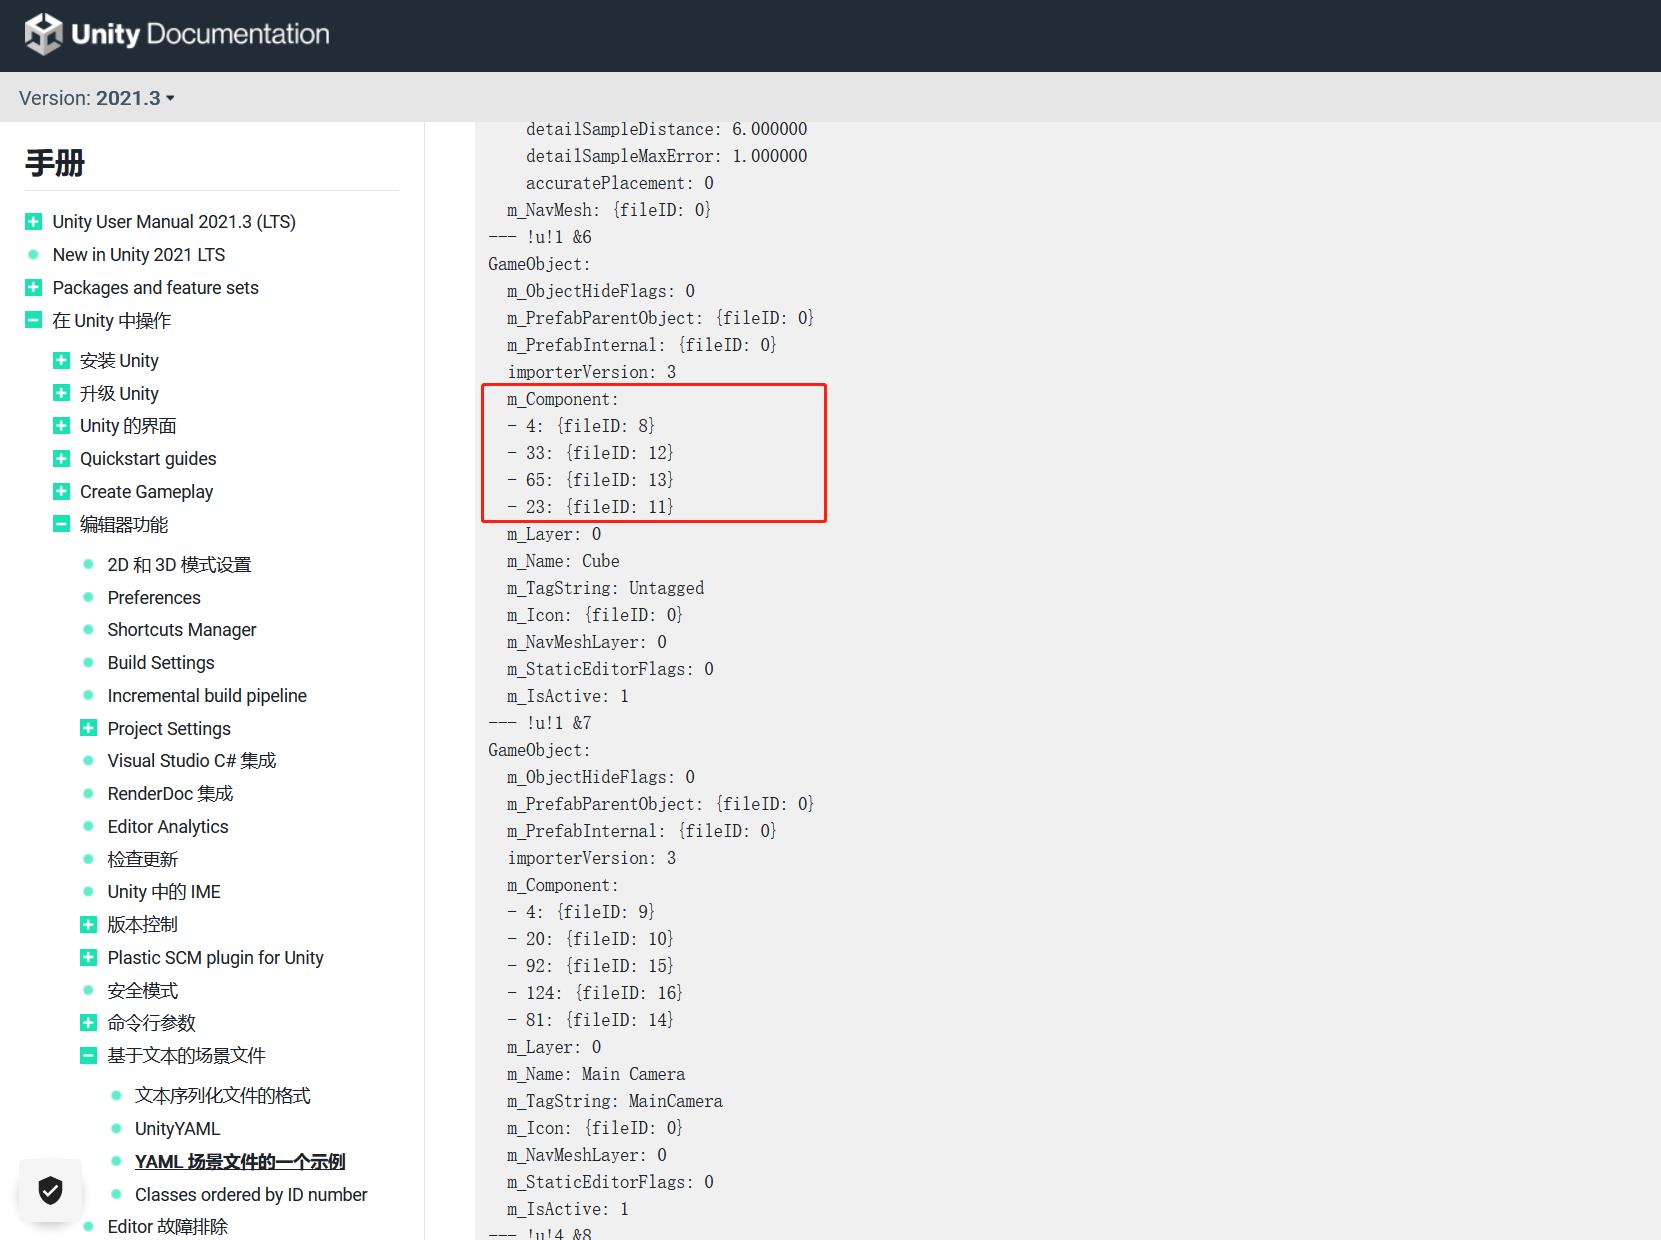 Unity Documentation
Version: 2021.3
手册
Unity User Manual 2021.3 (LTS)
New in Unity 2021 LTS
Packages and feature sets
在 Unity 中操作
安装 Unity
升级 Unity
Unity 的界面
Quickstart guides
Create Gameplay
编辑器功能
2D 和 3D 模式设置
Preferences
Shortcuts Manager
Build Settings
Incremental build pipeline
Project Settings
Visual Studio C# 集成
RenderDoc 集成
Editor Analytics
检查更新
Unity 中的 IME
版本控制
Plastic SCM plugin for Unity
安全模式
命令行参数
基于文本的场景文件
文本序列化文件的格式
UnityYAML
YAML 场景文件的一个示例
Classes ordered by ID number
Editor 故障排除
detailSampleDistance: 6.000000
detailSampleMaxError: 1.000000
accuratePlacement: 0
m_NavMesh: {fileID: 0}
--- !u!1 &6
GameObject:
m_ObjectHideFlags: 0
m_PrefabParentObject: {fileID: 0}
m_PrefabInternal: {fileID: 0}
importerVersion: 3
m_Component:
- 4: {fileID: 8}
- 33: {fileID: 12}
- 65: {fileID: 13}
- 23: {fileID: 11}
m_Layer: 0
m_Name: Cube
m_TagString: Untagged
m_Icon: {fileID: 0}
m_NavMeshLayer: 0
m_StaticEditorFlags: 0
m_IsActive: 1
--- !u!1 &7
GameObject:
m_ObjectHideFlags: 0
m_PrefabParentObject: {fileID: 0}
m_PrefabInternal: {fileID: 0}
importerVersion: 3
m_Component:
- 4: {fileID: 9}
- 20: {fileID: 10}
- 92: {fileID: 15}
- 124: {fileID: 16}
- 81: {fileID: 14}
m_Layer: 0
m_Name: Main Camera
m_TagString: MainCamera
m_Icon: {fileID: 0}
m_NavMeshLayer: 0
m_StaticEditorFlags: 0
m_IsActive: 1
--- !u!4 &8